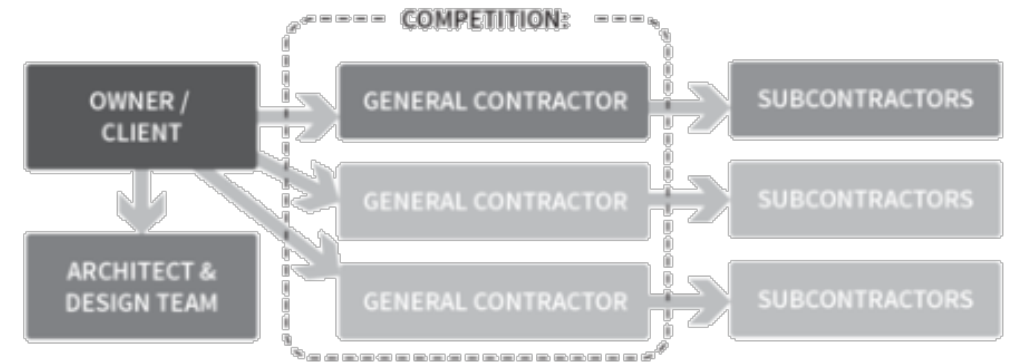 COMPETITION:
OWNER /
CLIENT
GENERAL CONTRACTOR
SUBCONTRACTORS
GENERAL CONTRACTOR
SUBCONTRACTORS
ARCHITECT &
DESIGN TEAM
GENERAL CONTRACTOR
SUBCONTRACTORS